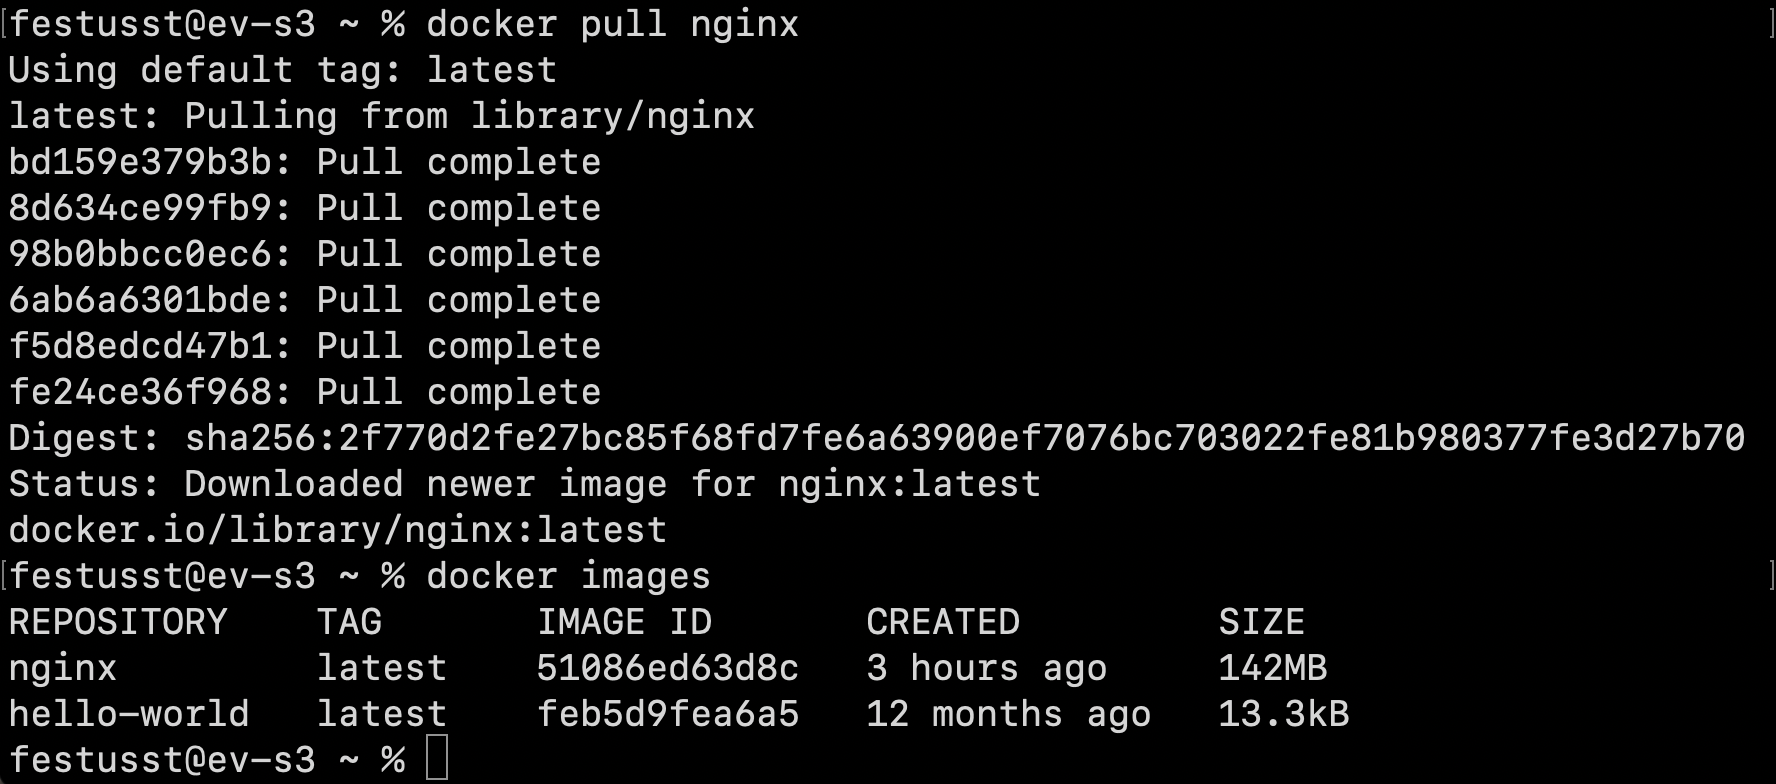 [festusst@ev-s3 ~ % docker pull nginx ]
Using default tag: latest
latest: Pulling from library/nginx
bd159e379b3b: Pull complete
8d634ce99fb9: Pull complete
98b0bbcc0ec6: Pull complete
6ab6a6301bde: Pull complete
f5d8edcd47b1: Pull complete
fe24ce36f968: Pull complete
Digest: sha256:2f770d2fe27bc85f68fd7fe6a63900ef7076bc703022fe81b980377fe3d27b70
Status: Downloaded newer image for nginx:latest
docker.io/library/nginx:latest
[festusst@ev-s3 ~ % docker images ]
REPOSITORY    TAG       IMAGE ID       CREATED         SIZE
nginx         latest    51086ed63d8c   3 hours ago     142MB
hello-world   latest    feb5d9fea6a5   12 months ago   13.3kB
festusst@ev-s3 ~ %